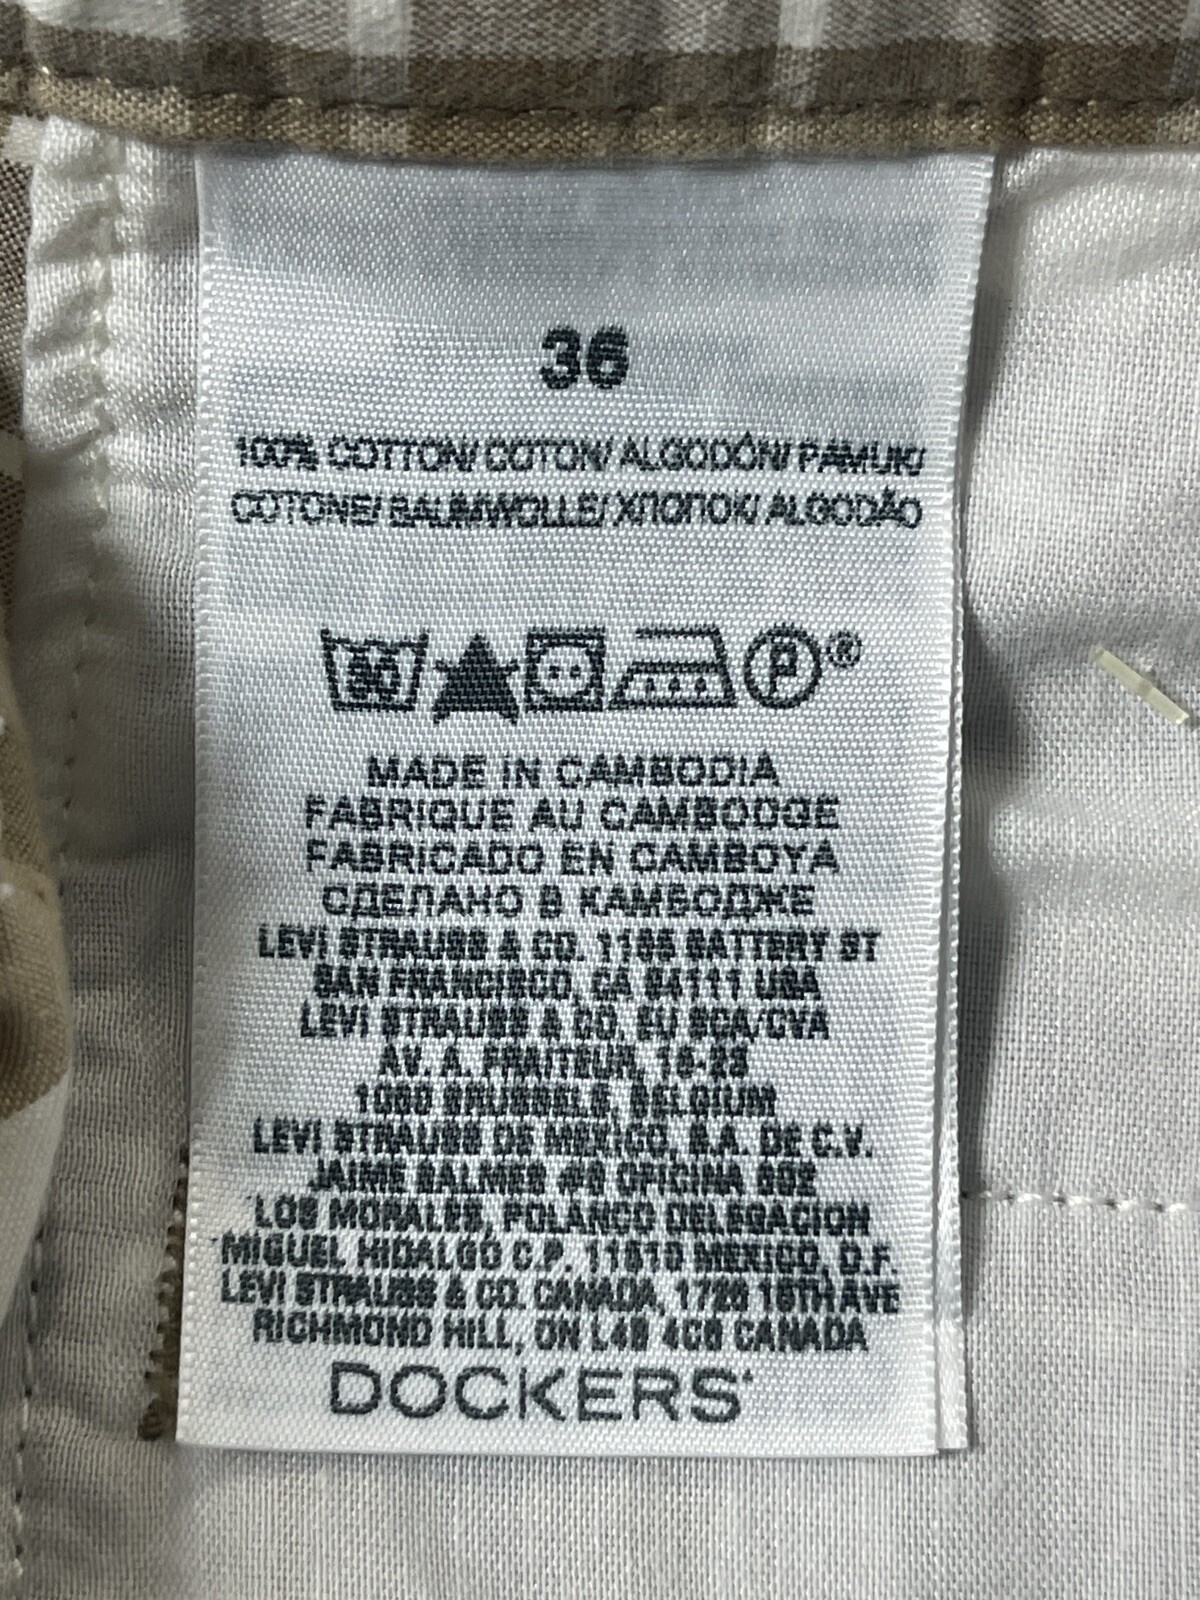 36
100% COTTON/ COTON/ ALGODÓN/ PAMUK/
COTONE/ BAUMWOLLE/ ХЛОПОК/ ALGODÃO
®
MADE IN CAMBODIA
FABRIQUE AU CAMBODGE
FABRICADO EN CAMBOYA
СДЕЛАНО В КАМБОДЖЕ
LEVI STRAUSS & CO. 1155 BATTERY ST
SAN FRANCISCO, CA 94111 USA
LEVI STRAUSS & CO. EU SCA/CVA
AV. A. FRAITEUR, 15-23
1050 BRUSSELS, BELGIUM
LEVI STRAUSS DE MEXICO, S.A. DE C.V.
JAIME BALMES #8 OFICINA
LOS MORALES, POLANCO DELEGACION
MIGUEL HIDALGO C.P. 11510 MEXICO, D.F.
LEVI STRAUSS & CO. CANADA, 1725 16TH AVE
RICHMOND HILL, ON L4B 4C6 CANADA
DOCKERS